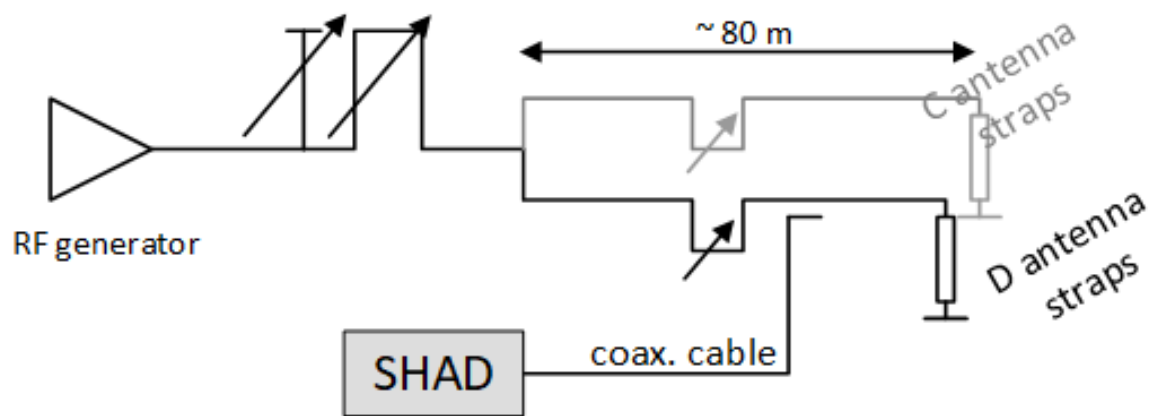 ~ 80 m
C antenna
straps
RF generator
D antenna
straps
coax. cable
SHAD